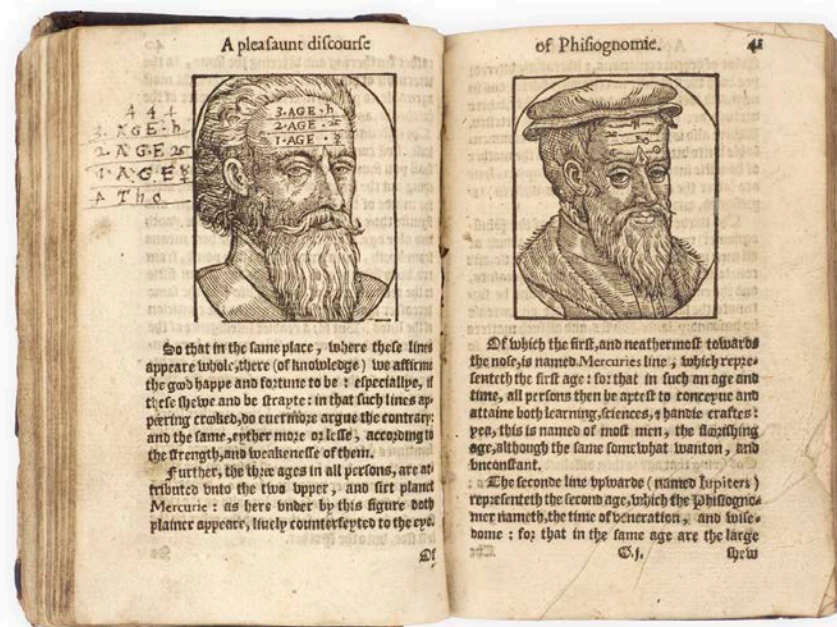 A pleasaunt discourse
4 4 4
3. AGE. ♄
2. AGE ♃
1. AGE ☿
3. AGE. ♄
2. AGE. ♃
1. AGE. ☿
So that in the same place, where these lines
appeare whole, there (of knowledge) we affirme
the good happe and fortune to be : especiallye, if
these shewe and be strayte : in that such lines ap-
peering crooked, do euermore argue the contrary:
and the same, eyther more or lesse, according to
the strength, and weakenesse of them.
Further, the thrée ages in all persons, are at-
tributed vnto the two vpper, and first planet
Mercurie : as here vnder by this figure doth
plainer appeare, liuely counterfeyted to the eye.
Of
of Phisiognomie.
41
Of which the first, and neathermost towards
the nose, is named Mercuries line, which repre-
senteth the first age : for that in such an age and
time, all persons then be aptest to conceyue and
attaine both learning, sciences, & handie craftes :
yea, this is named of most men, the florishing
age, although the same somewhat wanton, and
vnconstant.
The seconde line vpwarde (named Iupiters)
representeth the second age, which the Phisiogno-
mer nameth, the time of veneration, and wise-
dome : for that in the same age are the large
G.j.
shew